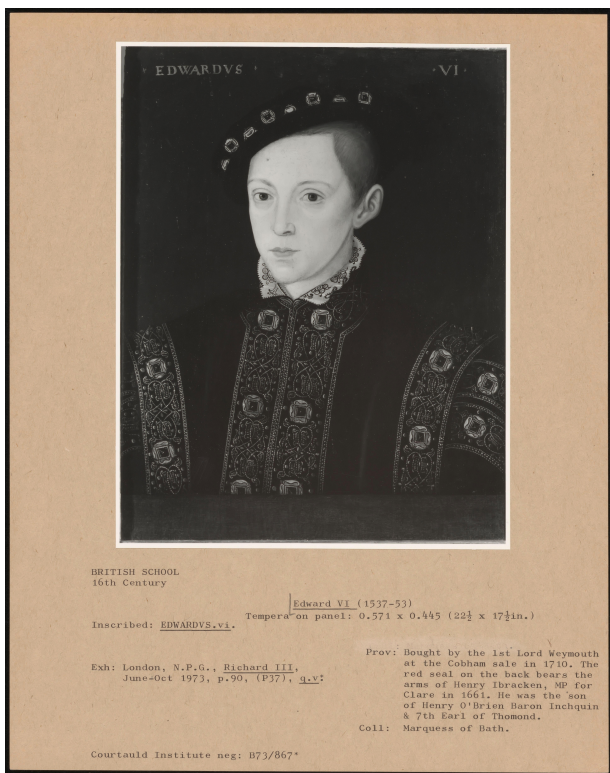 EDWARDVS VI
BRITISH SCHOOL
16th Century
Edward VI (1537-53)
Tempera on panel: 0.571 x 0.445 (22½ x 17½in.)
Inscribed: EDWARDVS.vi.
Exh: London, N.P.G., Richard III,
June-Oct 1973, p.90, (P37), q.v.
Prov: Bought by the 1st Lord Weymouth
at the Cobham sale in 1710. The
red seal on the back bears the
arms of Henry Ibracken, MP for
Clare in 1661. He was the son
of Henry O'Brien Baron Inchquin
& 7th Earl of Thomond.
Coll: Marquess of Bath.
Courtauld Institute neg: B73/867*